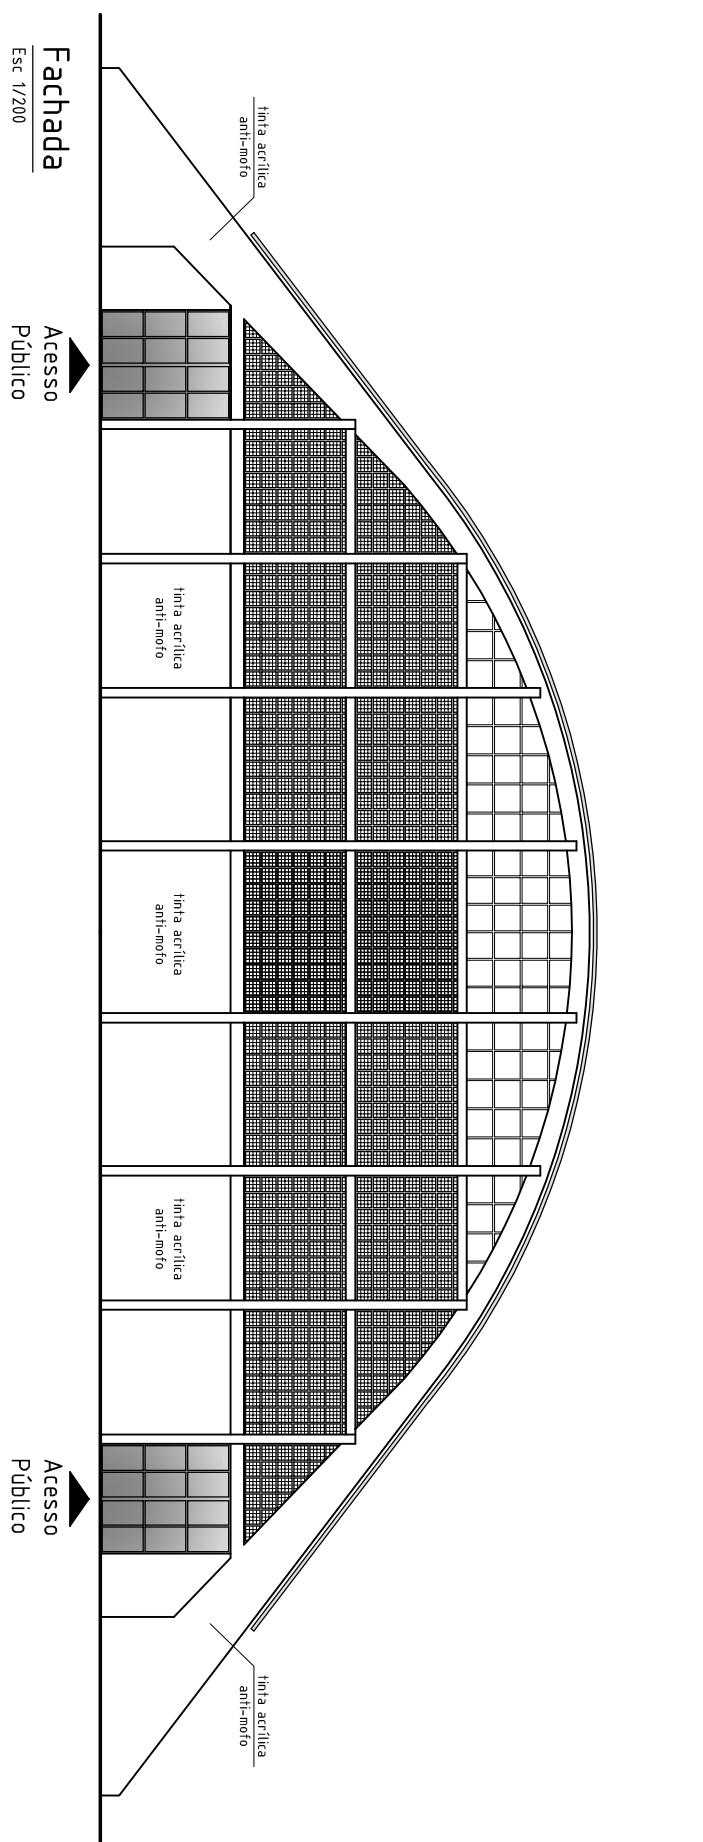 tinta acrílica
anti-mofo
tinta acrílica
anti-mofo
tinta acrílica
anti-mofo
tinta acrílica
anti-mofo
tinta acrílica
anti-mofo
Acesso
Público
Acesso
Público
Fachada
Esc 1/200